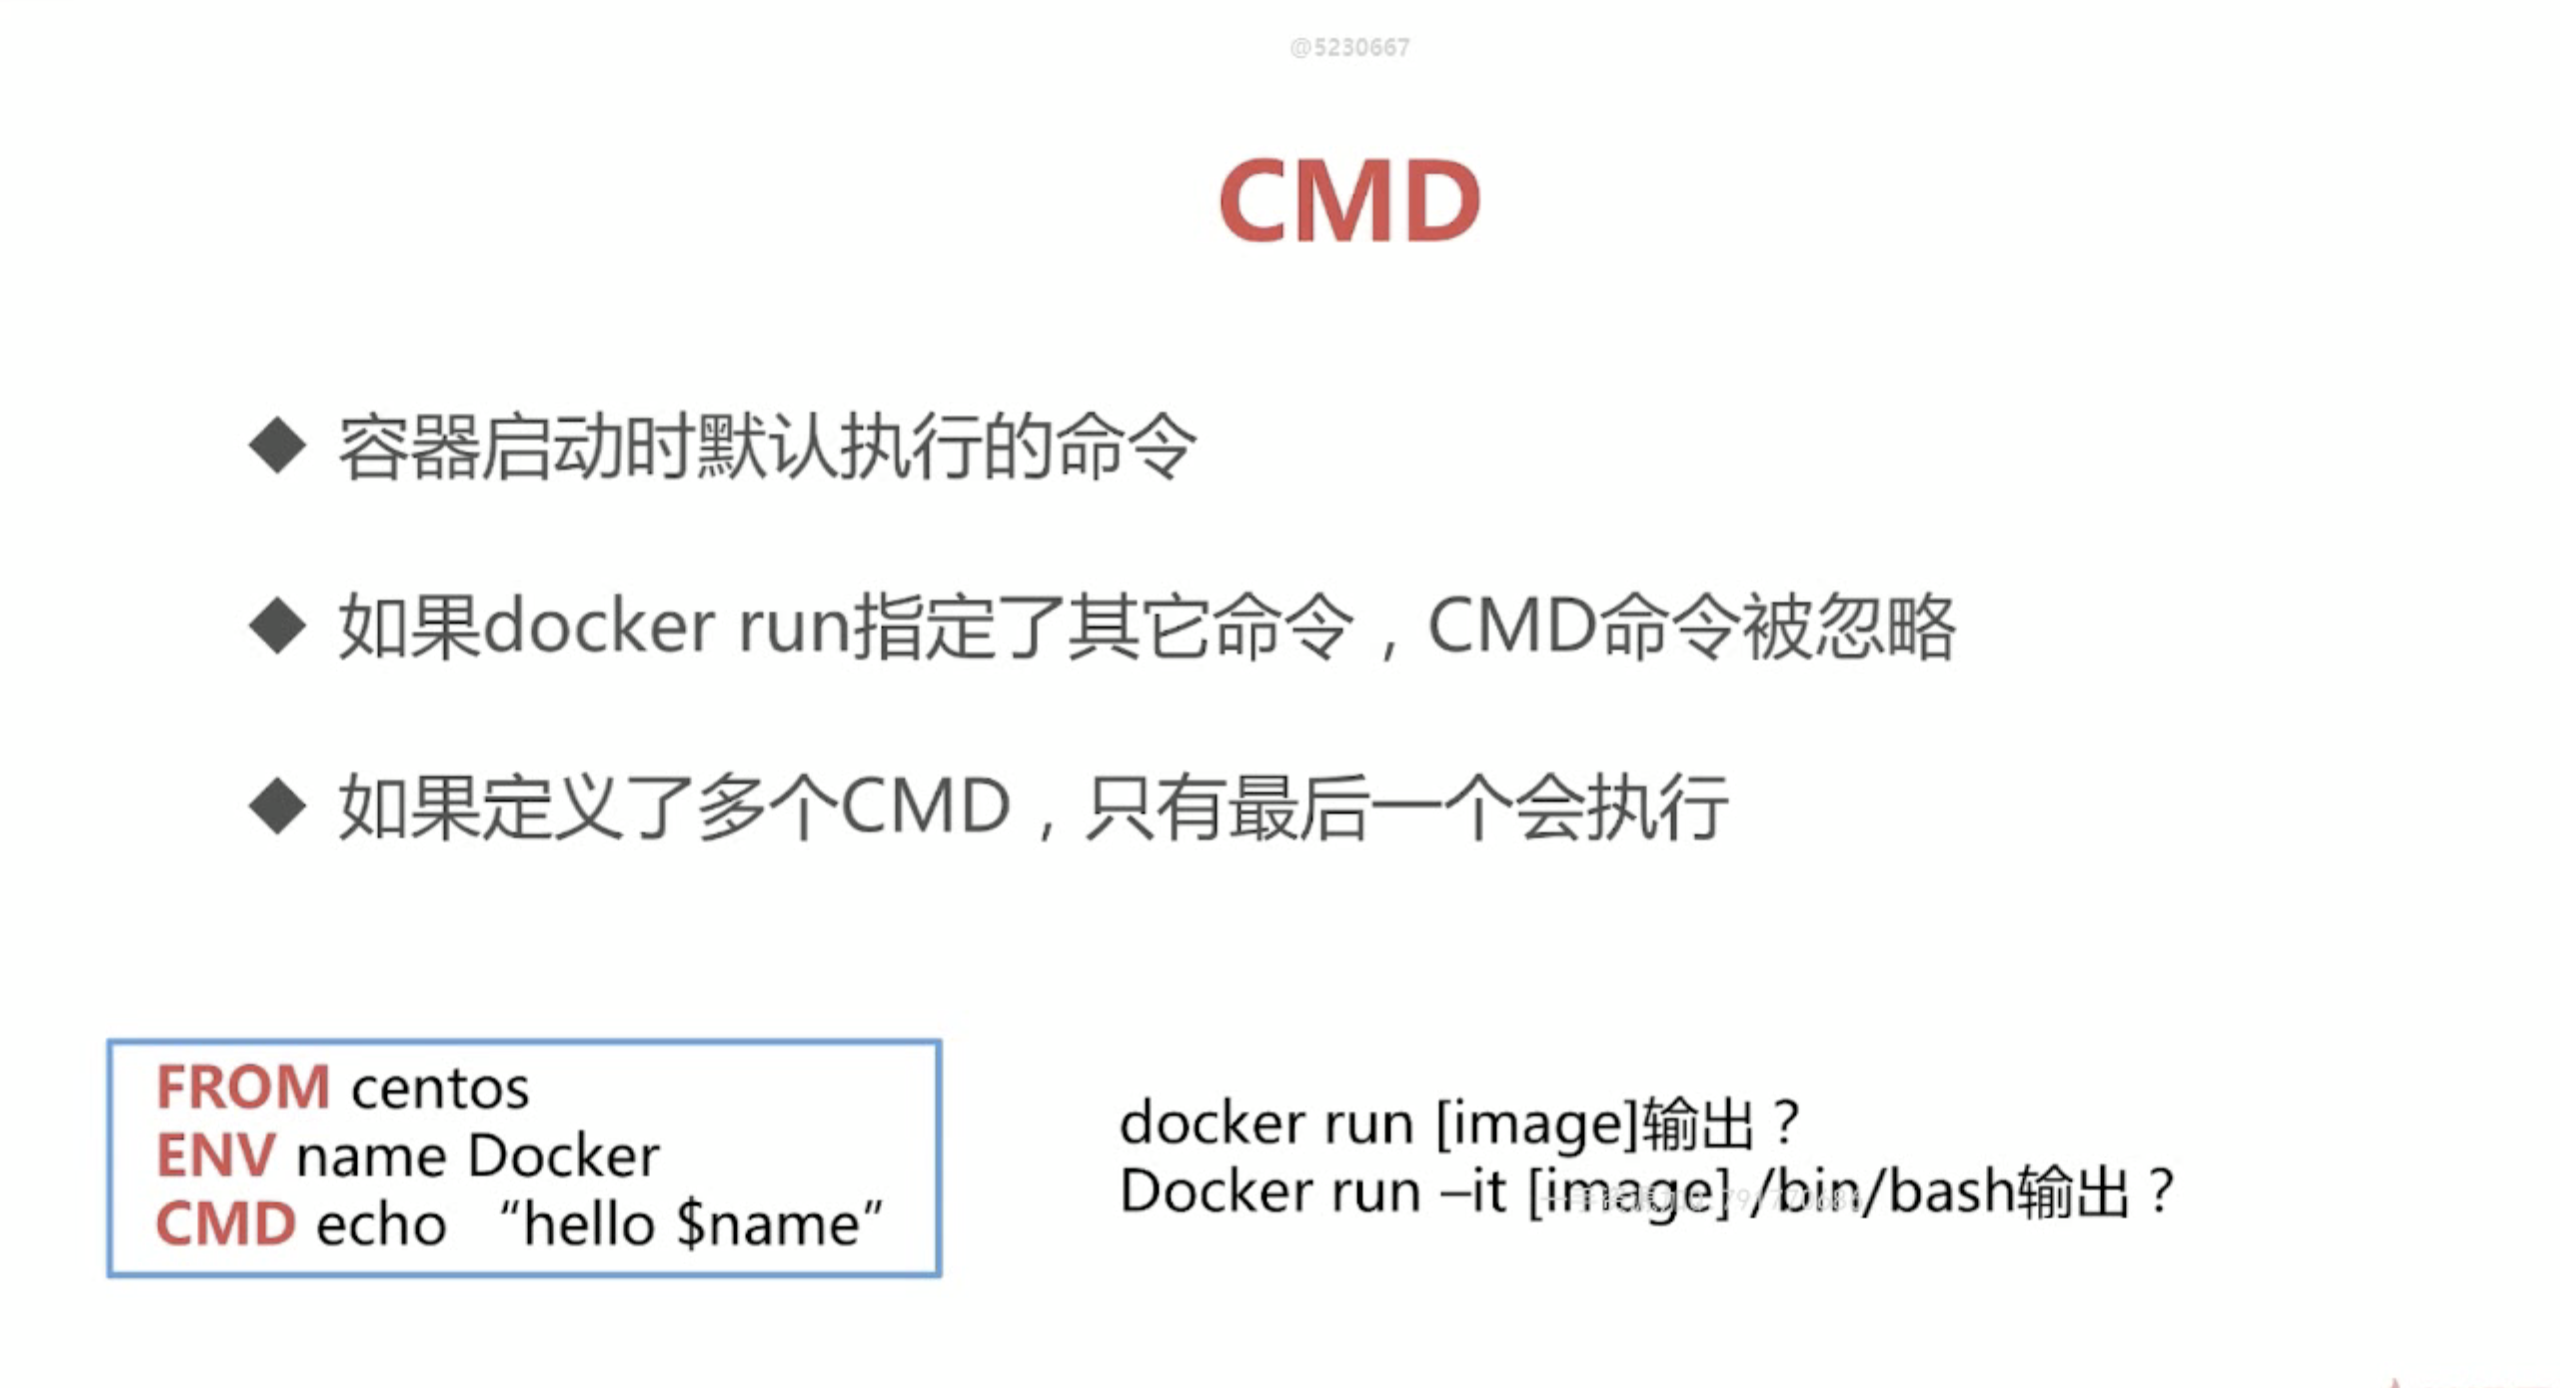 @5230667
CMD
◆ 容器启动时默认执行的命令
◆ 如果docker run指定了其它命令，CMD命令被忽略
◆ 如果定义了多个CMD，只有最后一个会执行
FROM centos
ENV name Docker
CMD echo “hello $name”
docker run [image]输出？
Docker run –it [image] /bin/bash输出？